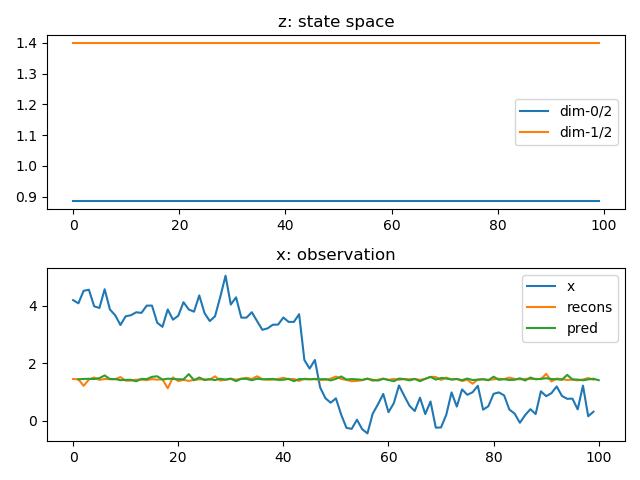 z: state space
1.4
1.3
1.2
1.1
1.0
0.9
dim-0/2
dim-1/2
0 20 40 60 80 100
x: observation
4
2
0
x
recons
pred
0 20 40 60 80 100